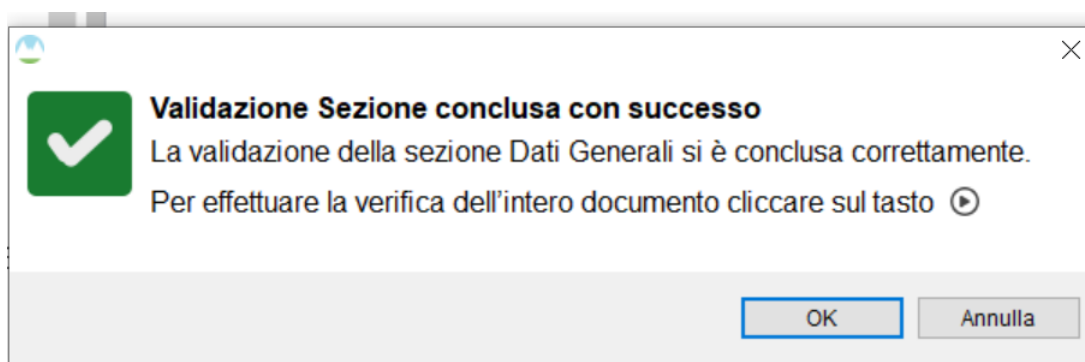 Validazione Sezione conclusa con successo
La validazione della sezione Dati Generali si è conclusa correttamente.
Per effettuare la verifica dell'intero documento cliccare sul tasto
OK
Annulla